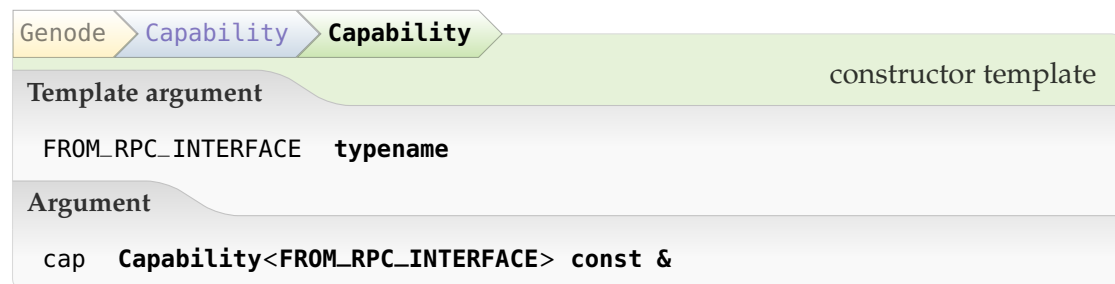 Genode Capability Capability
constructor template
Template argument
FROM_RPC_INTERFACE typename
Argument
cap Capability<FROM_RPC_INTERFACE> const &